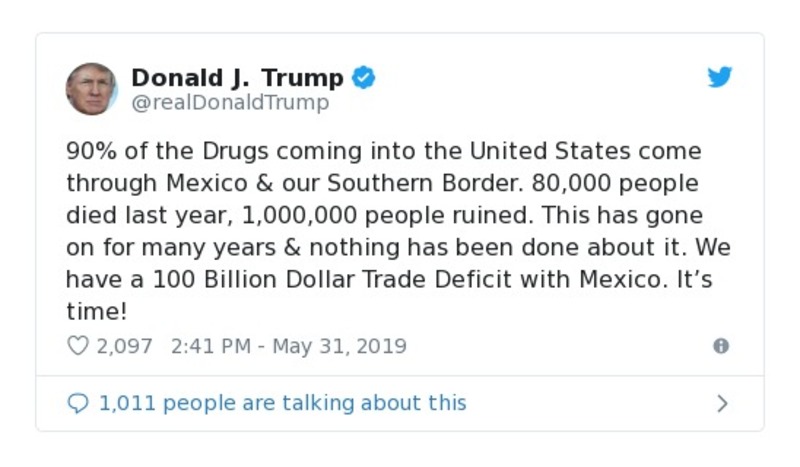 Donald J. Trump
@realDonaldTrump
90% of the Drugs coming into the United States come
through Mexico & our Southern Border. 80,000 people
died last year, 1,000,000 people ruined. This has gone
on for many years & nothing has been done about it. We
have a 100 Billion Dollar Trade Deficit with Mexico. It’s
time!
2,097 2:41 PM - May 31, 2019
1,011 people are talking about this